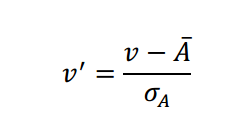 v′ = (v − Ā) / σ_A